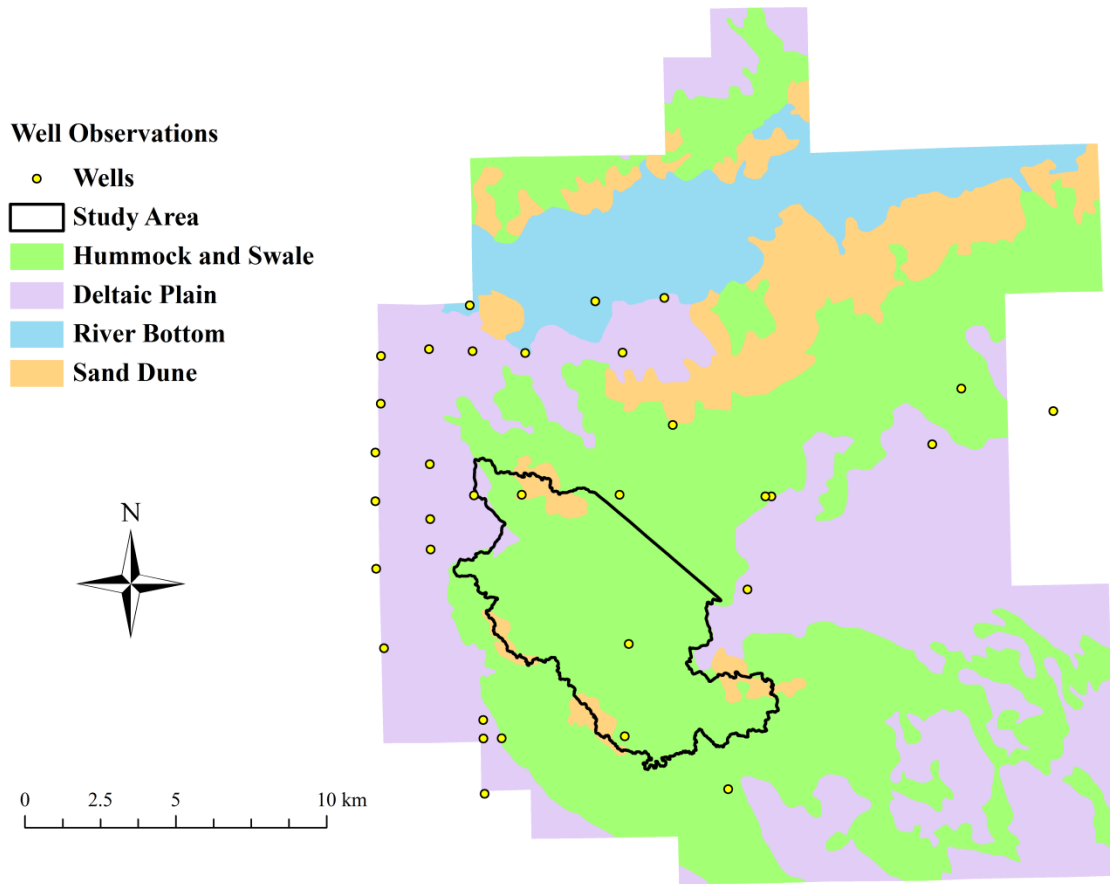 Well Observations
Wells
Study Area
Hummock and Swale
Deltaic Plain
River Bottom
Sand Dune
N
0 2.5 5 10 km